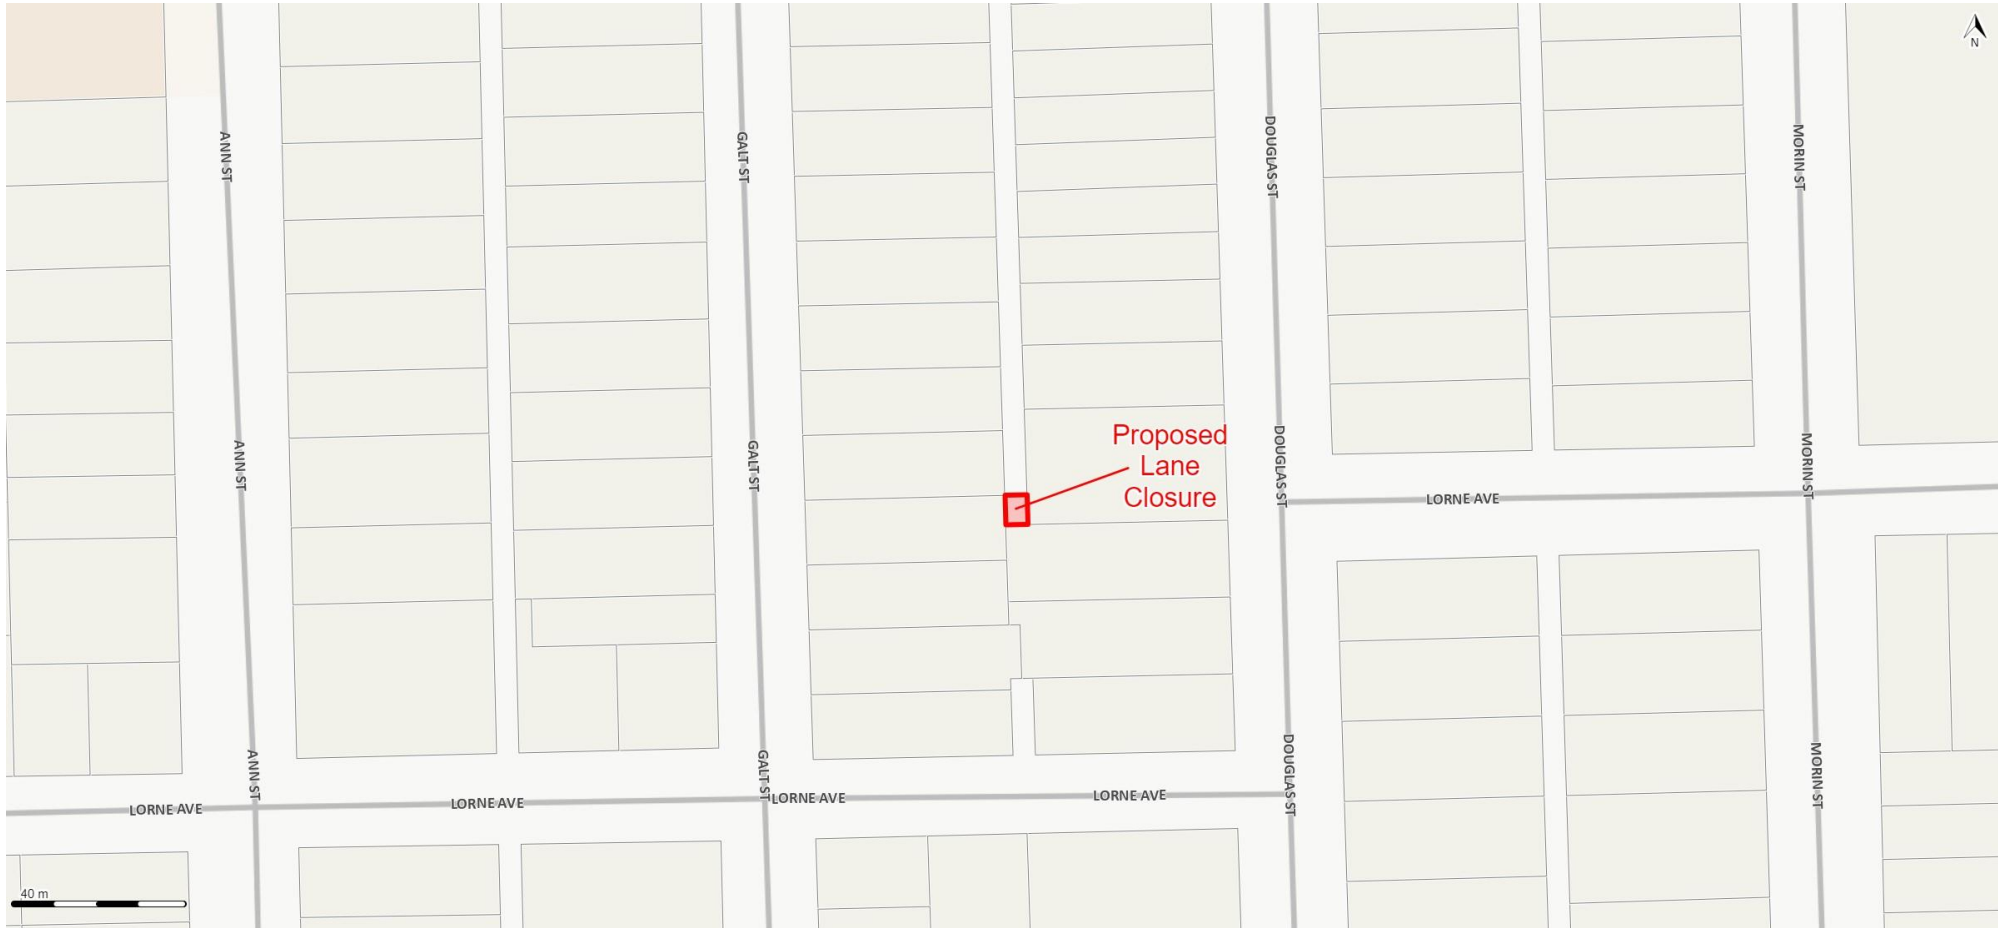 N
ANN ST
GALT ST
DOUGLAS ST
MORIN ST
Proposed
Lane
Closure
ANN ST
GALT ST
DOUGLAS ST
MORIN ST
LORNE AVE
ANN ST
GALT ST
DOUGLAS ST
MORIN ST
LORNE AVE
LORNE AVE
LORNE AVE
LORNE AVE
40 m